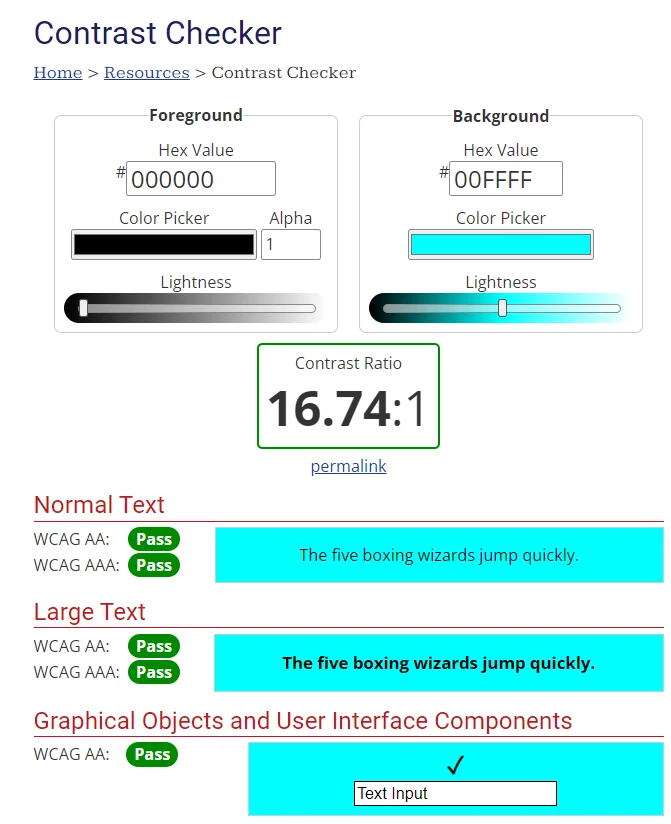 Contrast Checker
Home > Resources > Contrast Checker
Foreground
Hex Value
#000000
Color Picker Alpha
1
Lightness
Background
Hex Value
#00FFFF
Color Picker
Lightness
Contrast Ratio
16.74:1
permalink
Normal Text
WCAG AA: Pass
WCAG AAA: Pass
The five boxing wizards jump quickly.
Large Text
WCAG AA: Pass
WCAG AAA: Pass
The five boxing wizards jump quickly.
Graphical Objects and User Interface Components
WCAG AA: Pass
✓
Text Input